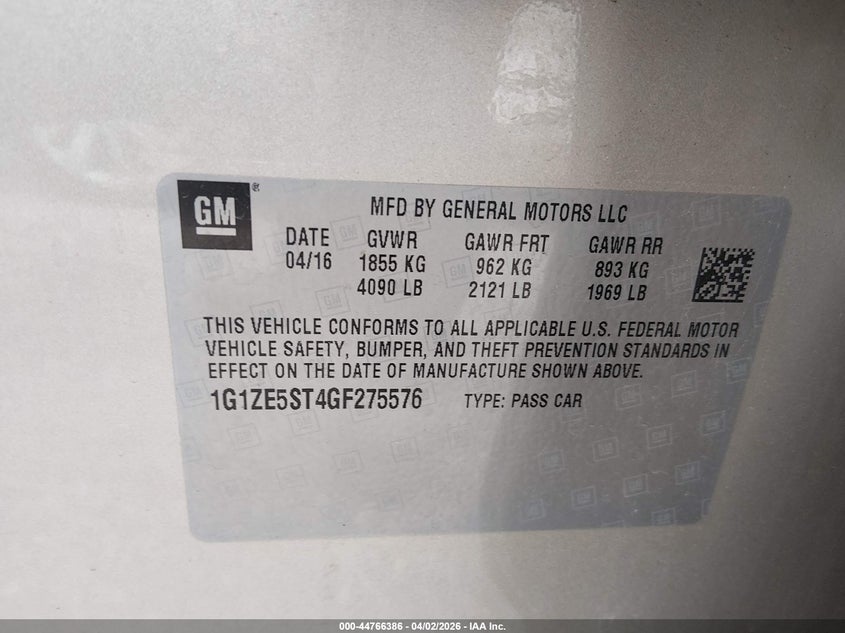 GM ®
MFD BY GENERAL MOTORS LLC
DATE GVWR GAWR FRT GAWR RR
04/16 1855 KG 962 KG 893 KG
4090 LB 2121 LB 1969 LB
THIS VEHICLE CONFORMS TO ALL APPLICABLE U.S. FEDERAL MOTOR
VEHICLE SAFETY, BUMPER, AND THEFT PREVENTION STANDARDS IN
EFFECT ON THE DATE OF MANUFACTURE SHOWN ABOVE.
1G1ZE5ST4GF275576 TYPE: PASS CAR
000-44766386 - 04/02/2026 - IAA Inc.